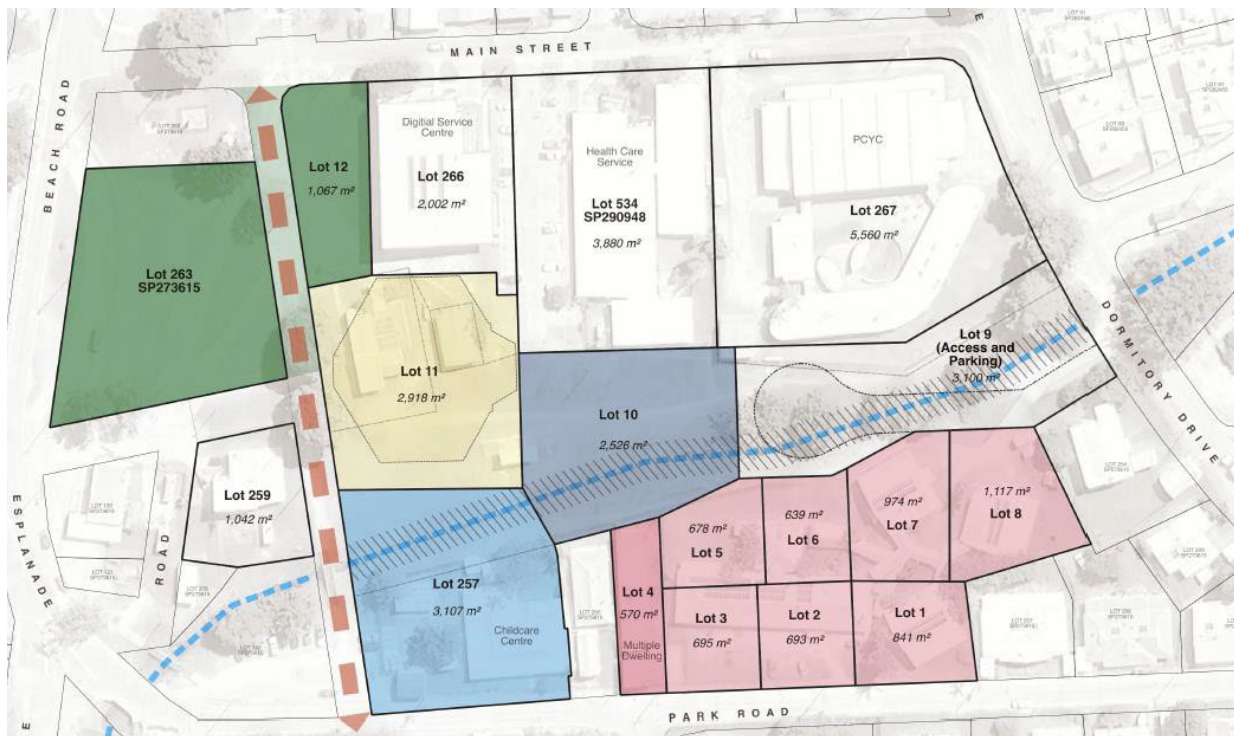 MAIN STREET
BEACH ROAD
Digitial Service
Centre
Lot 266
2,002 m²
Lot 12
1,067 m²
Health Care
Service
Lot 534
SP290948
3,880 m²
PCYC
Lot 267
5,560 m²
Lot 263
SP273615
Lot 9
(Access and
Parking)
3,100 m²
DORMITORY DRIVE
Lot 11
2,918 m²
Lot 10
2,526 m²
Lot 259
1,042 m²
ESPLANADE
ROAD
678 m²
Lot 5
639 m²
Lot 6
974 m²
Lot 7
1,117 m²
Lot 8
Lot 257
3,107 m²
Childcare
Centre
Lot 4
570 m²
Multiple
Dwelling
Lot 3
695 m²
Lot 2
693 m²
Lot 1
841 m²
PARK ROAD
E
E